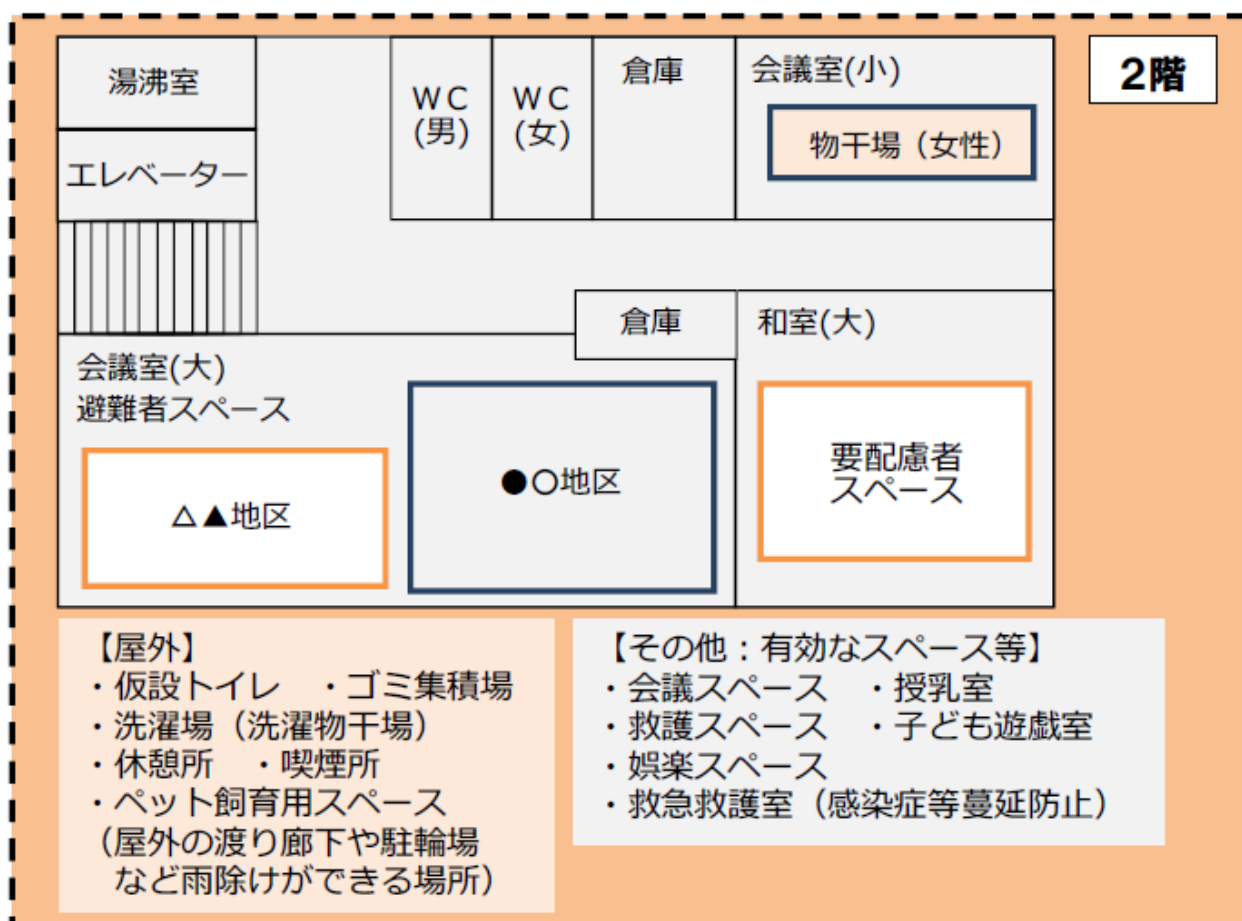 2階
湯沸室
エレベーター
WC
(男)
WC
(女)
倉庫
会議室(小)
物干場（女性）
倉庫
和室(大)
会議室(大)
避難者スペース
△▲地区
●〇地区
要配慮者
スペース
【屋外】
・仮設トイレ　・ゴミ集積場
・洗濯場（洗濯物干場）
・休憩所　・喫煙所
・ペット飼育用スペース
（屋外の渡り廊下や駐輪場
など雨除けができる場所）
【その他：有効なスペース等】
・会議スペース　・授乳室
・救護スペース　・子ども遊戯室
・娯楽スペース
・救急救護室（感染症等蔓延防止）